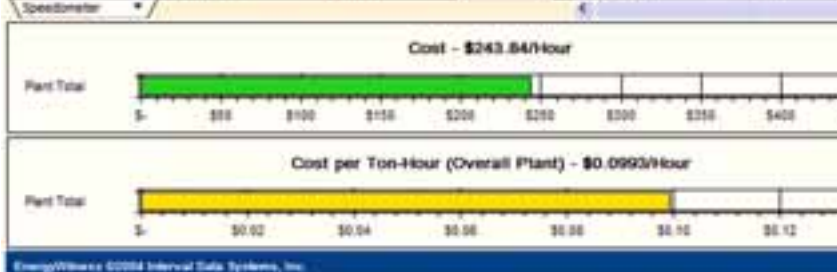 Speedometer
Cost - $243.84/Hour
Plant Total
$- $50 $100 $150 $200 $250 $300 $350 $400
Cost per Ton-Hour (Overall Plant) - $0.0993/Hour
Plant Total
$- $0.02 $0.04 $0.06 $0.08 $0.10 $0.12
EnergyWitness ©2004 Interval Data Systems, Inc.